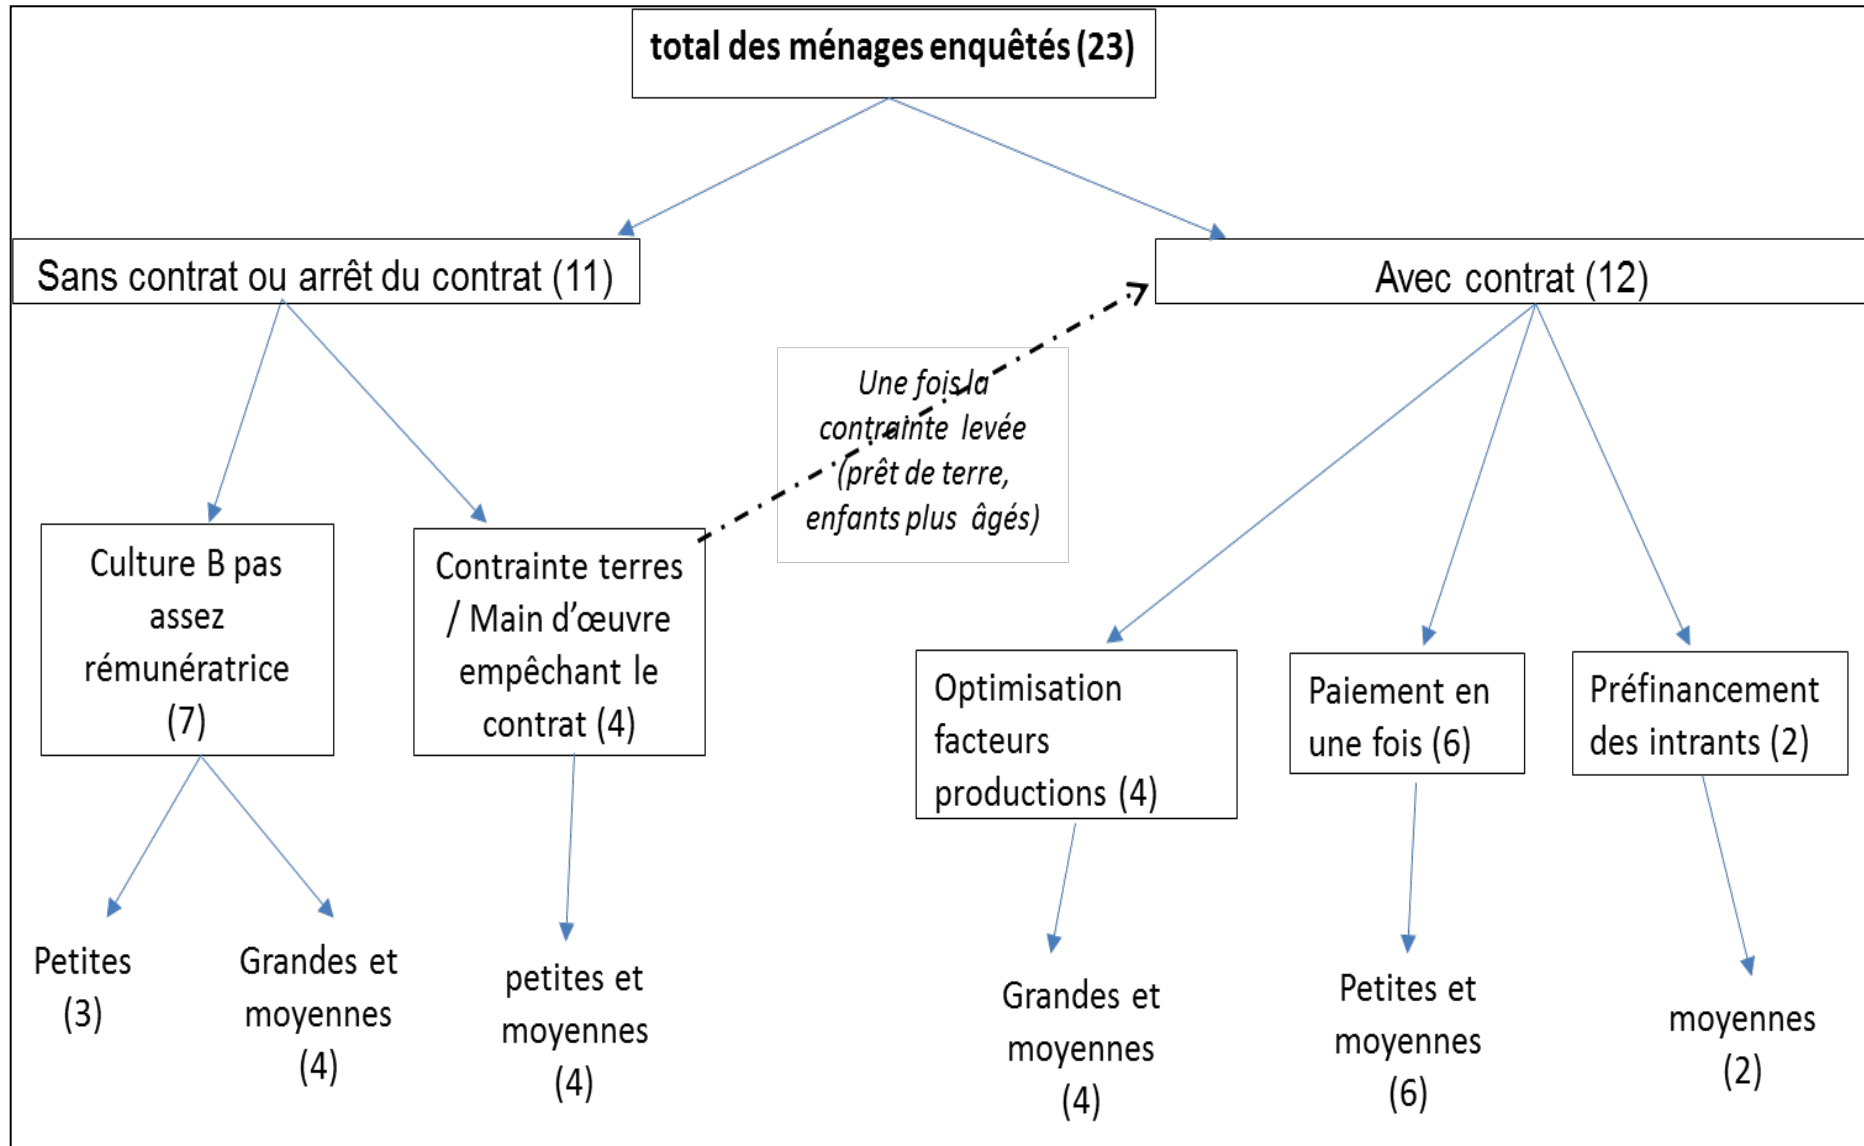 total des ménages enquêtés (23)
Sans contrat ou arrêt du contrat (11)
Avec contrat (12)
Une fois la
contrainte levée
(prêt de terre,
enfants plus âgés)
Culture B pas
assez
rémunératrice
(7)
Contrainte terres
/ Main d’œuvre
empêchant le
contrat (4)
Optimisation
facteurs
productions (4)
Paiement en
une fois (6)
Préfinancement
des intrants (2)
Petites
(3)
Grandes et
moyennes
(4)
petites et
moyennes
(4)
Grandes et
moyennes
(4)
Petites et
moyennes
(6)
moyennes
(2)